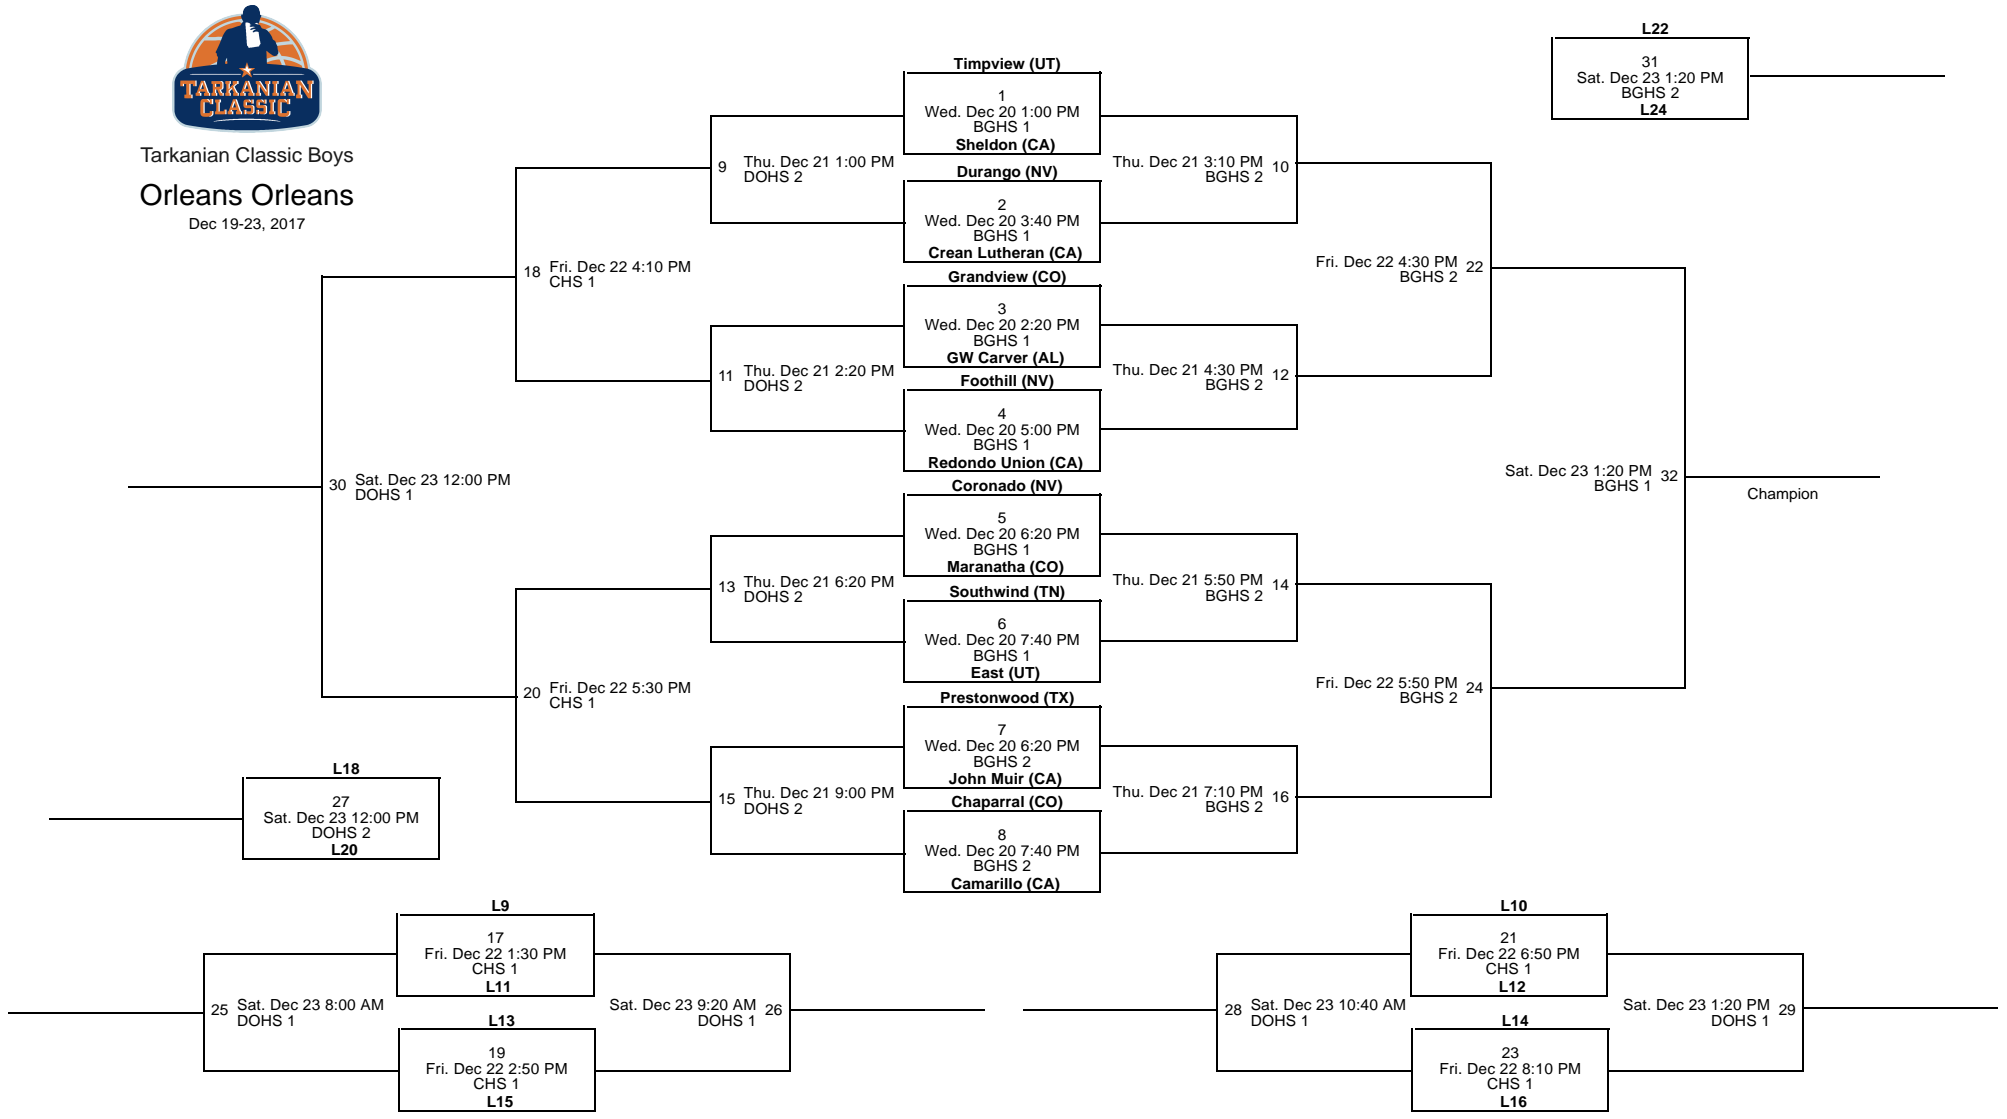 TARKANIAN
CLASSIC
Tarkanian Classic Boys
Orleans Orleans
Dec 19-23, 2017
L22
31
Sat. Dec 23 1:20 PM
BGHS 2
L24
Timpview (UT)
1
Wed. Dec 20 1:00 PM
BGHS 1
Sheldon (CA)
Durango (NV)
2
Wed. Dec 20 3:40 PM
BGHS 1
Crean Lutheran (CA)
Grandview (CO)
3
Wed. Dec 20 2:20 PM
BGHS 1
GW Carver (AL)
Foothill (NV)
4
Wed. Dec 20 5:00 PM
BGHS 1
Redondo Union (CA)
Coronado (NV)
5
Wed. Dec 20 6:20 PM
BGHS 1
Maranatha (CO)
Southwind (TN)
6
Wed. Dec 20 7:40 PM
BGHS 1
East (UT)
Prestonwood (TX)
7
Wed. Dec 20 6:20 PM
BGHS 2
John Muir (CA)
Chaparral (CO)
8
Wed. Dec 20 7:40 PM
BGHS 2
Camarillo (CA)
9 Thu. Dec 21 1:00 PM
DOHS 2
11 Thu. Dec 21 2:20 PM
DOHS 2
13 Thu. Dec 21 6:20 PM
DOHS 2
15 Thu. Dec 21 9:00 PM
DOHS 2
18 Fri. Dec 22 4:10 PM
CHS 1
20 Fri. Dec 22 5:30 PM
CHS 1
30 Sat. Dec 23 12:00 PM
DOHS 1
Thu. Dec 21 3:10 PM 10
BGHS 2
Thu. Dec 21 4:30 PM 12
BGHS 2
Thu. Dec 21 5:50 PM 14
BGHS 2
Thu. Dec 21 7:10 PM 16
BGHS 2
Fri. Dec 22 4:30 PM 22
BGHS 2
Fri. Dec 22 5:50 PM 24
BGHS 2
Sat. Dec 23 1:20 PM 32
BGHS 1
Champion
L18
27
Sat. Dec 23 12:00 PM
DOHS 2
L20
L9
17
Fri. Dec 22 1:30 PM
CHS 1
L11
25 Sat. Dec 23 8:00 AM
DOHS 1
Sat. Dec 23 9:20 AM 26
DOHS 1
L13
19
Fri. Dec 22 2:50 PM
CHS 1
L15
L10
21
Fri. Dec 22 6:50 PM
CHS 1
L12
28 Sat. Dec 23 10:40 AM
DOHS 1
Sat. Dec 23 1:20 PM 29
DOHS 1
L14
23
Fri. Dec 22 8:10 PM
CHS 1
L16